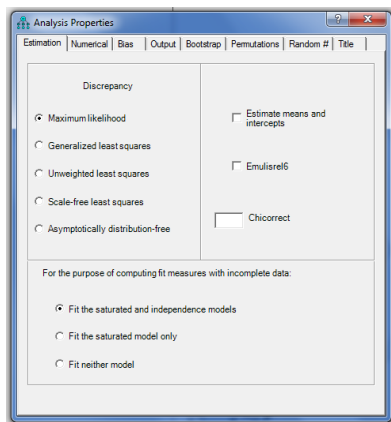 Analysis Properties
Estimation
Numerical
Bias
Output
Bootstrap
Permutations
Random #
Title
Discrepancy
Maximum likelihood
Generalized least squares
Unweighted least squares
Scale-free least squares
Asymptotically distribution-free
Estimate means and
intercepts
Emulisrel6
Chicorrect
For the purpose of computing fit measures with incomplete data:
Fit the saturated and independence models
Fit the saturated model only
Fit neither model